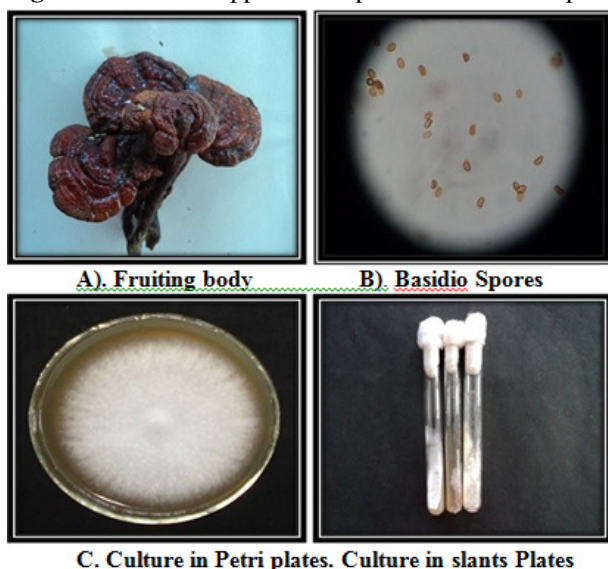 A). Fruiting body B). Basidio Spores
C. Culture in Petri plates. Culture in slants Plates